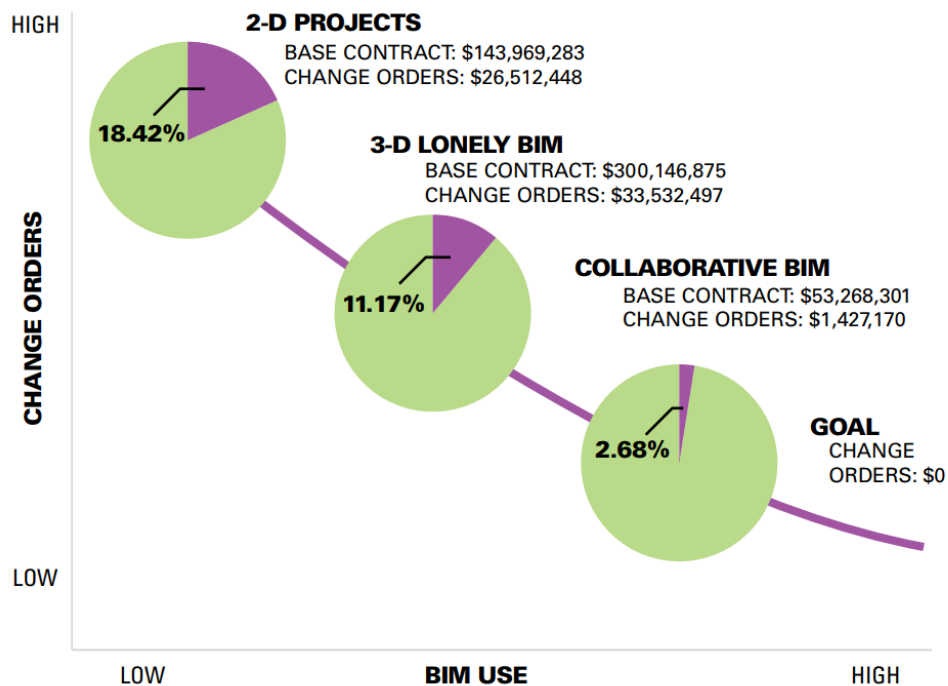 HIGH
2-D PROJECTS
BASE CONTRACT: $143,969,283
CHANGE ORDERS: $26,512,448
18.42%
3-D LONELY BIM
BASE CONTRACT: $300,146,875
CHANGE ORDERS: $33,532,497
11.17%
COLLABORATIVE BIM
BASE CONTRACT: $53,268,301
CHANGE ORDERS: $1,427,170
2.68%
GOAL
CHANGE
ORDERS: $0
CHANGE ORDERS
LOW
LOW
BIM USE
HIGH